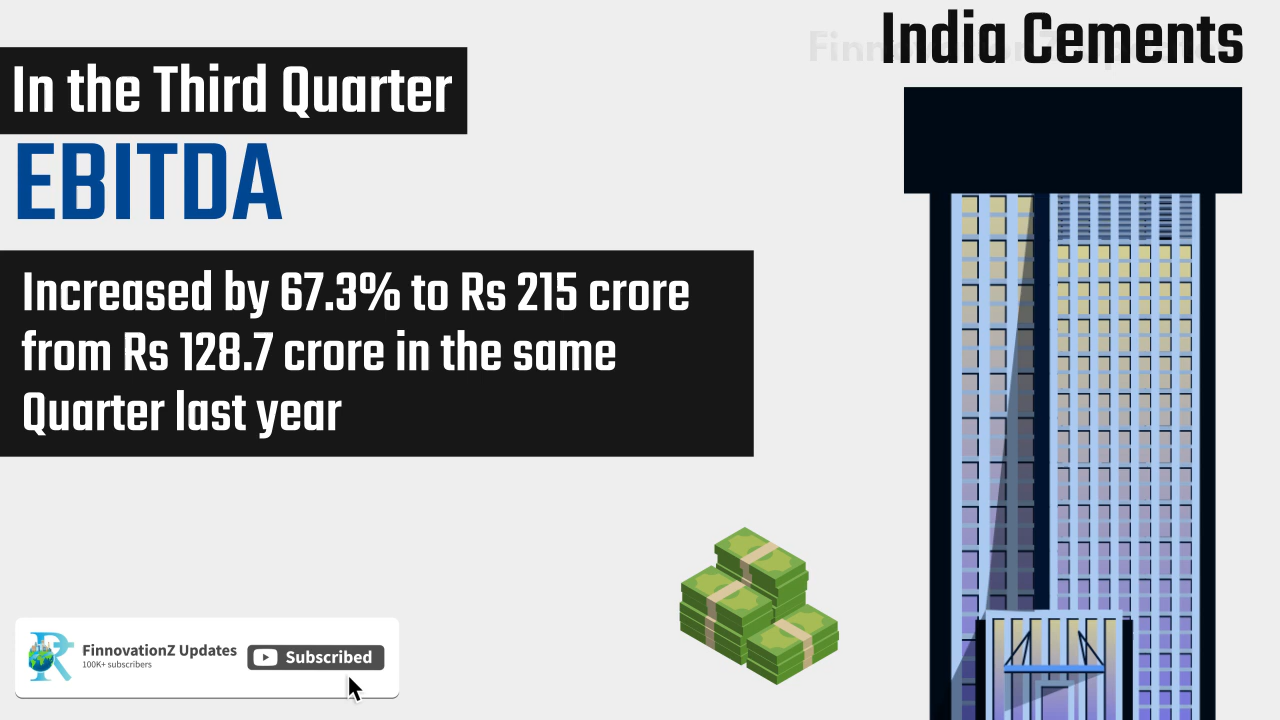 India Cements
In the Third Quarter
EBITDA
Increased by 67.3% to Rs 215 crore
from Rs 128.7 crore in the same
Quarter last year
FinnovationZ Updates
100K+ subscribers
Subscribed